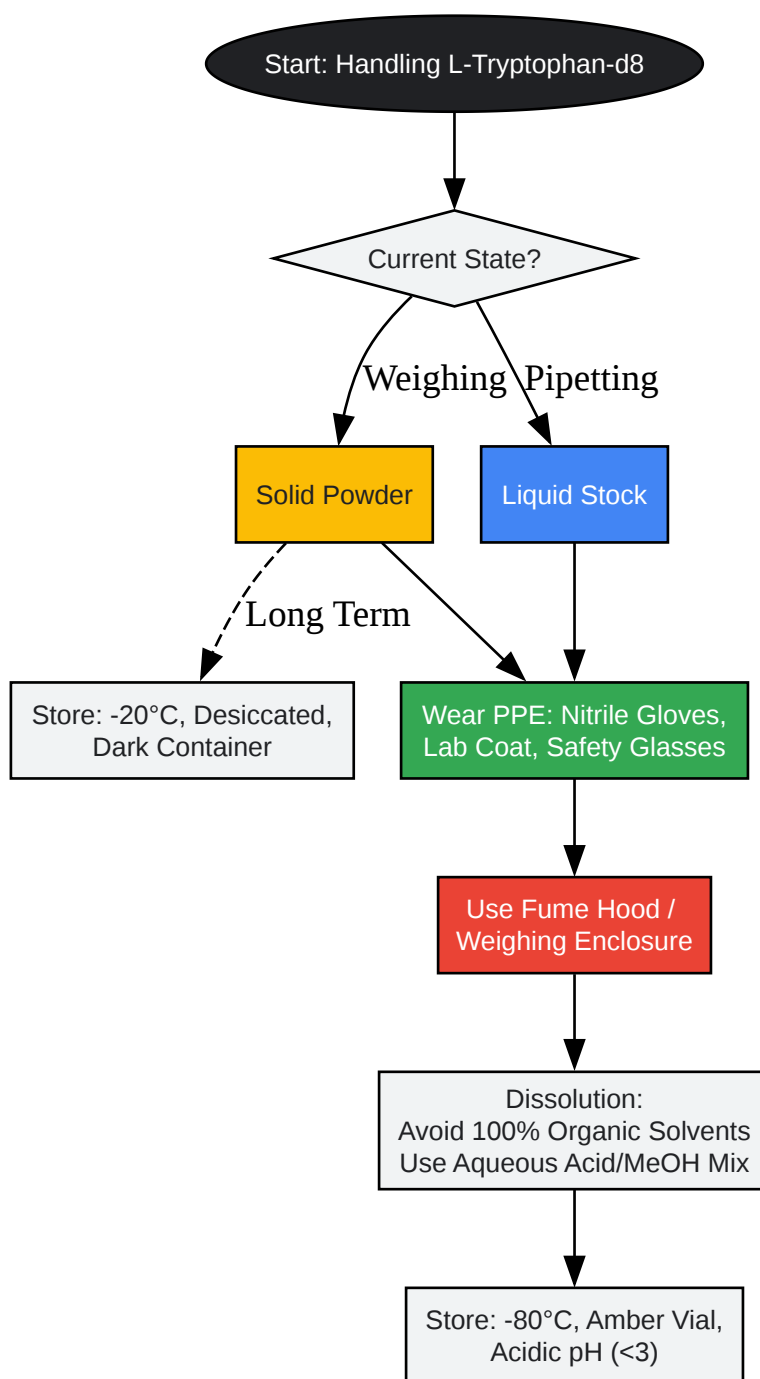 Start: Handling L-Tryptophan-d8
Current State?
Weighing
Pipetting
Solid Powder
Liquid Stock
Long Term
Store: -20°C, Desiccated,
Dark Container
Wear PPE: Nitrile Gloves,
Lab Coat, Safety Glasses
Use Fume Hood /
Weighing Enclosure
Dissolution:
Avoid 100% Organic Solvents
Use Aqueous Acid/MeOH Mix
Store: -80°C, Amber Vial,
Acidic pH (<3)